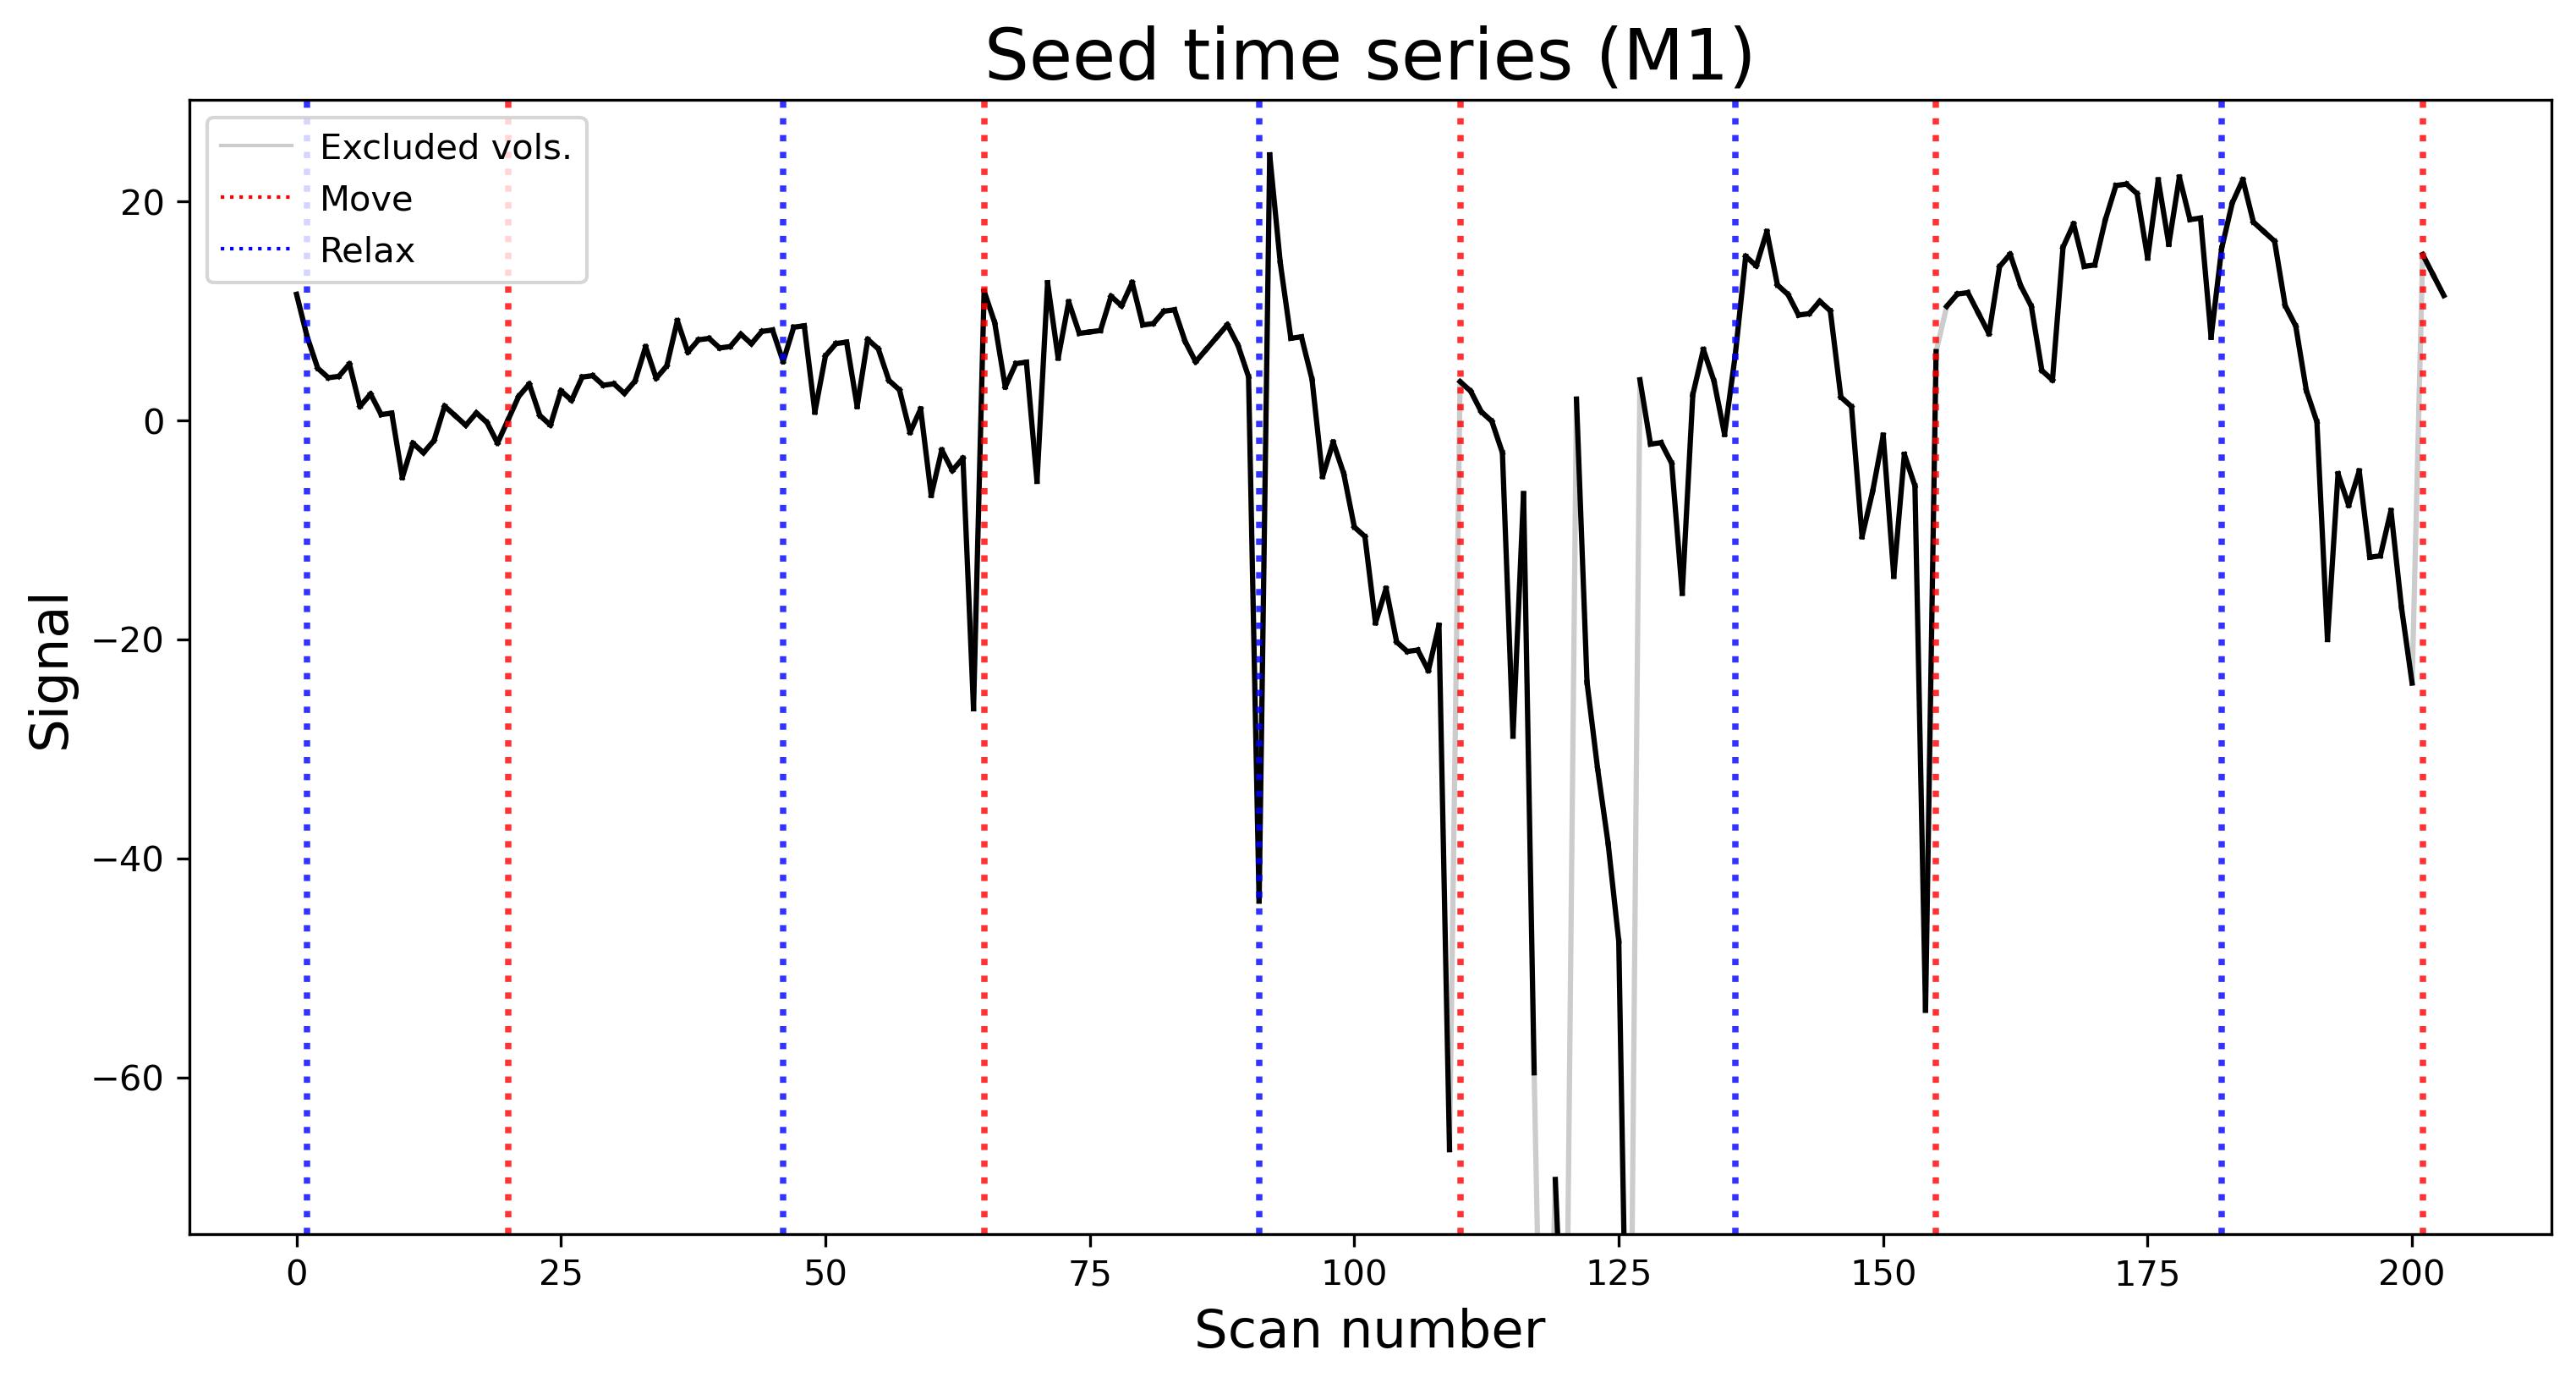 Seed time series (M1)
Excluded vols.
Move
Relax
Signal
20
0
−20
−40
−60
0 25 50 75 100 125 150 175 200
Scan number